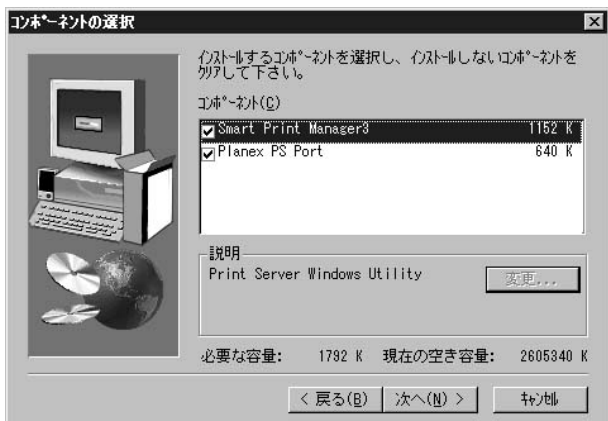 コンポーネントの選択
インストールするコンポーネントを選択し、インストールしないコンポーネントを
クリアして下さい。
コンポーネント(C)
Smart Print Manager3 1152 K
Planex PS Port 640 K
説明
Print Server Windows Utility
変更...
必要な容量: 1792 K 現在の空き容量: 2605340 K
< 戻る(B) 次へ(N) > キャンセル